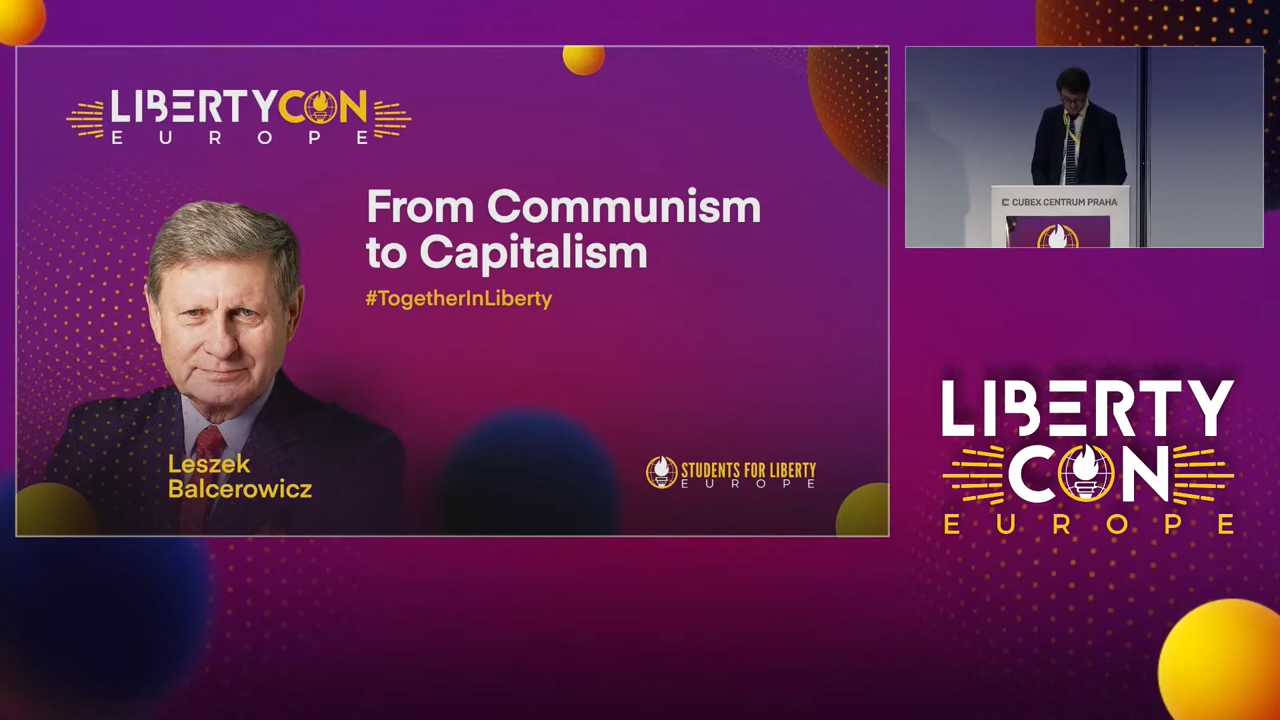 LIBERTYCON
EUROPE
From Communism
to Capitalism
#TogetherInLiberty
Leszek
Balcerowicz
STUDENTS FOR LIBERTY
EUROPE
CUBEX CENTRUM PRAHA
LIBERTY
CON
EUROPE